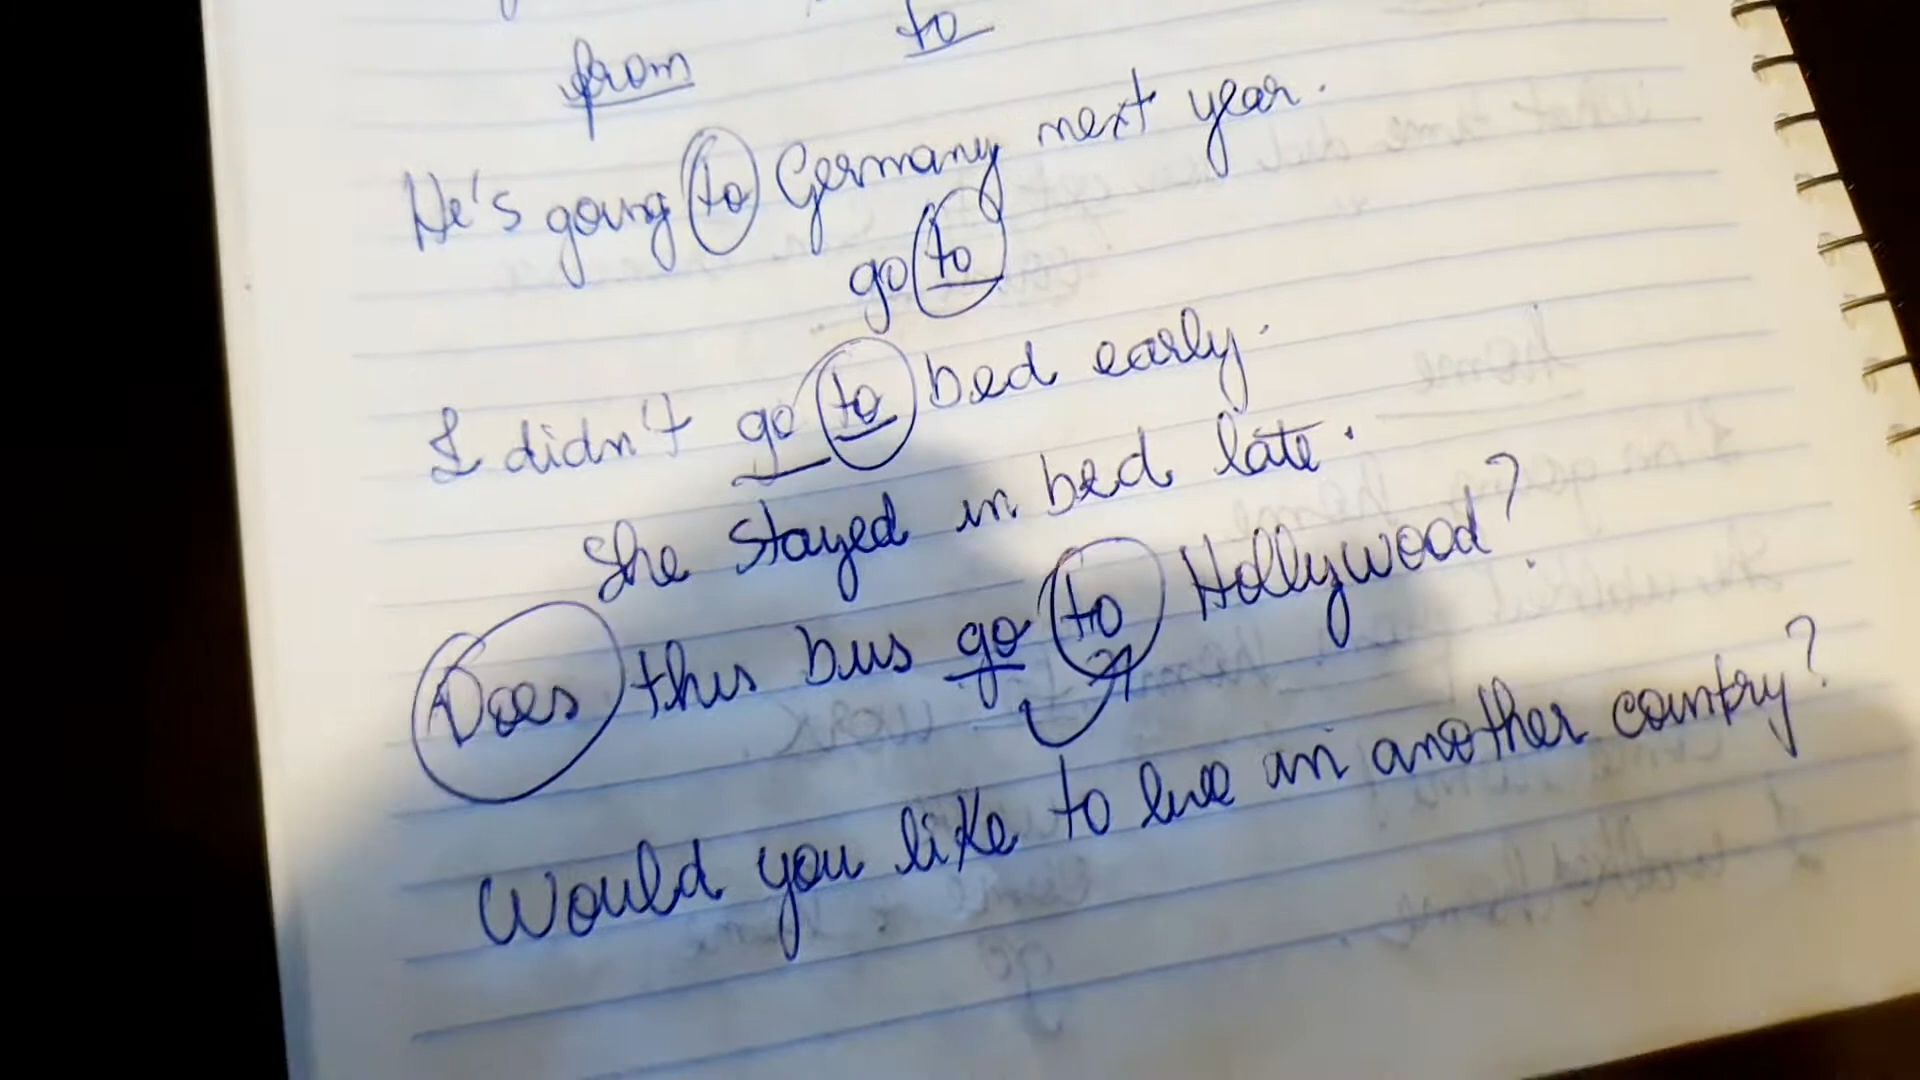 from to
He's going to Germany next year.
go to
I didn't go to bed early.
She stayed in bed late.
Does this bus go to Hollywood?
Would you like to live in another country?